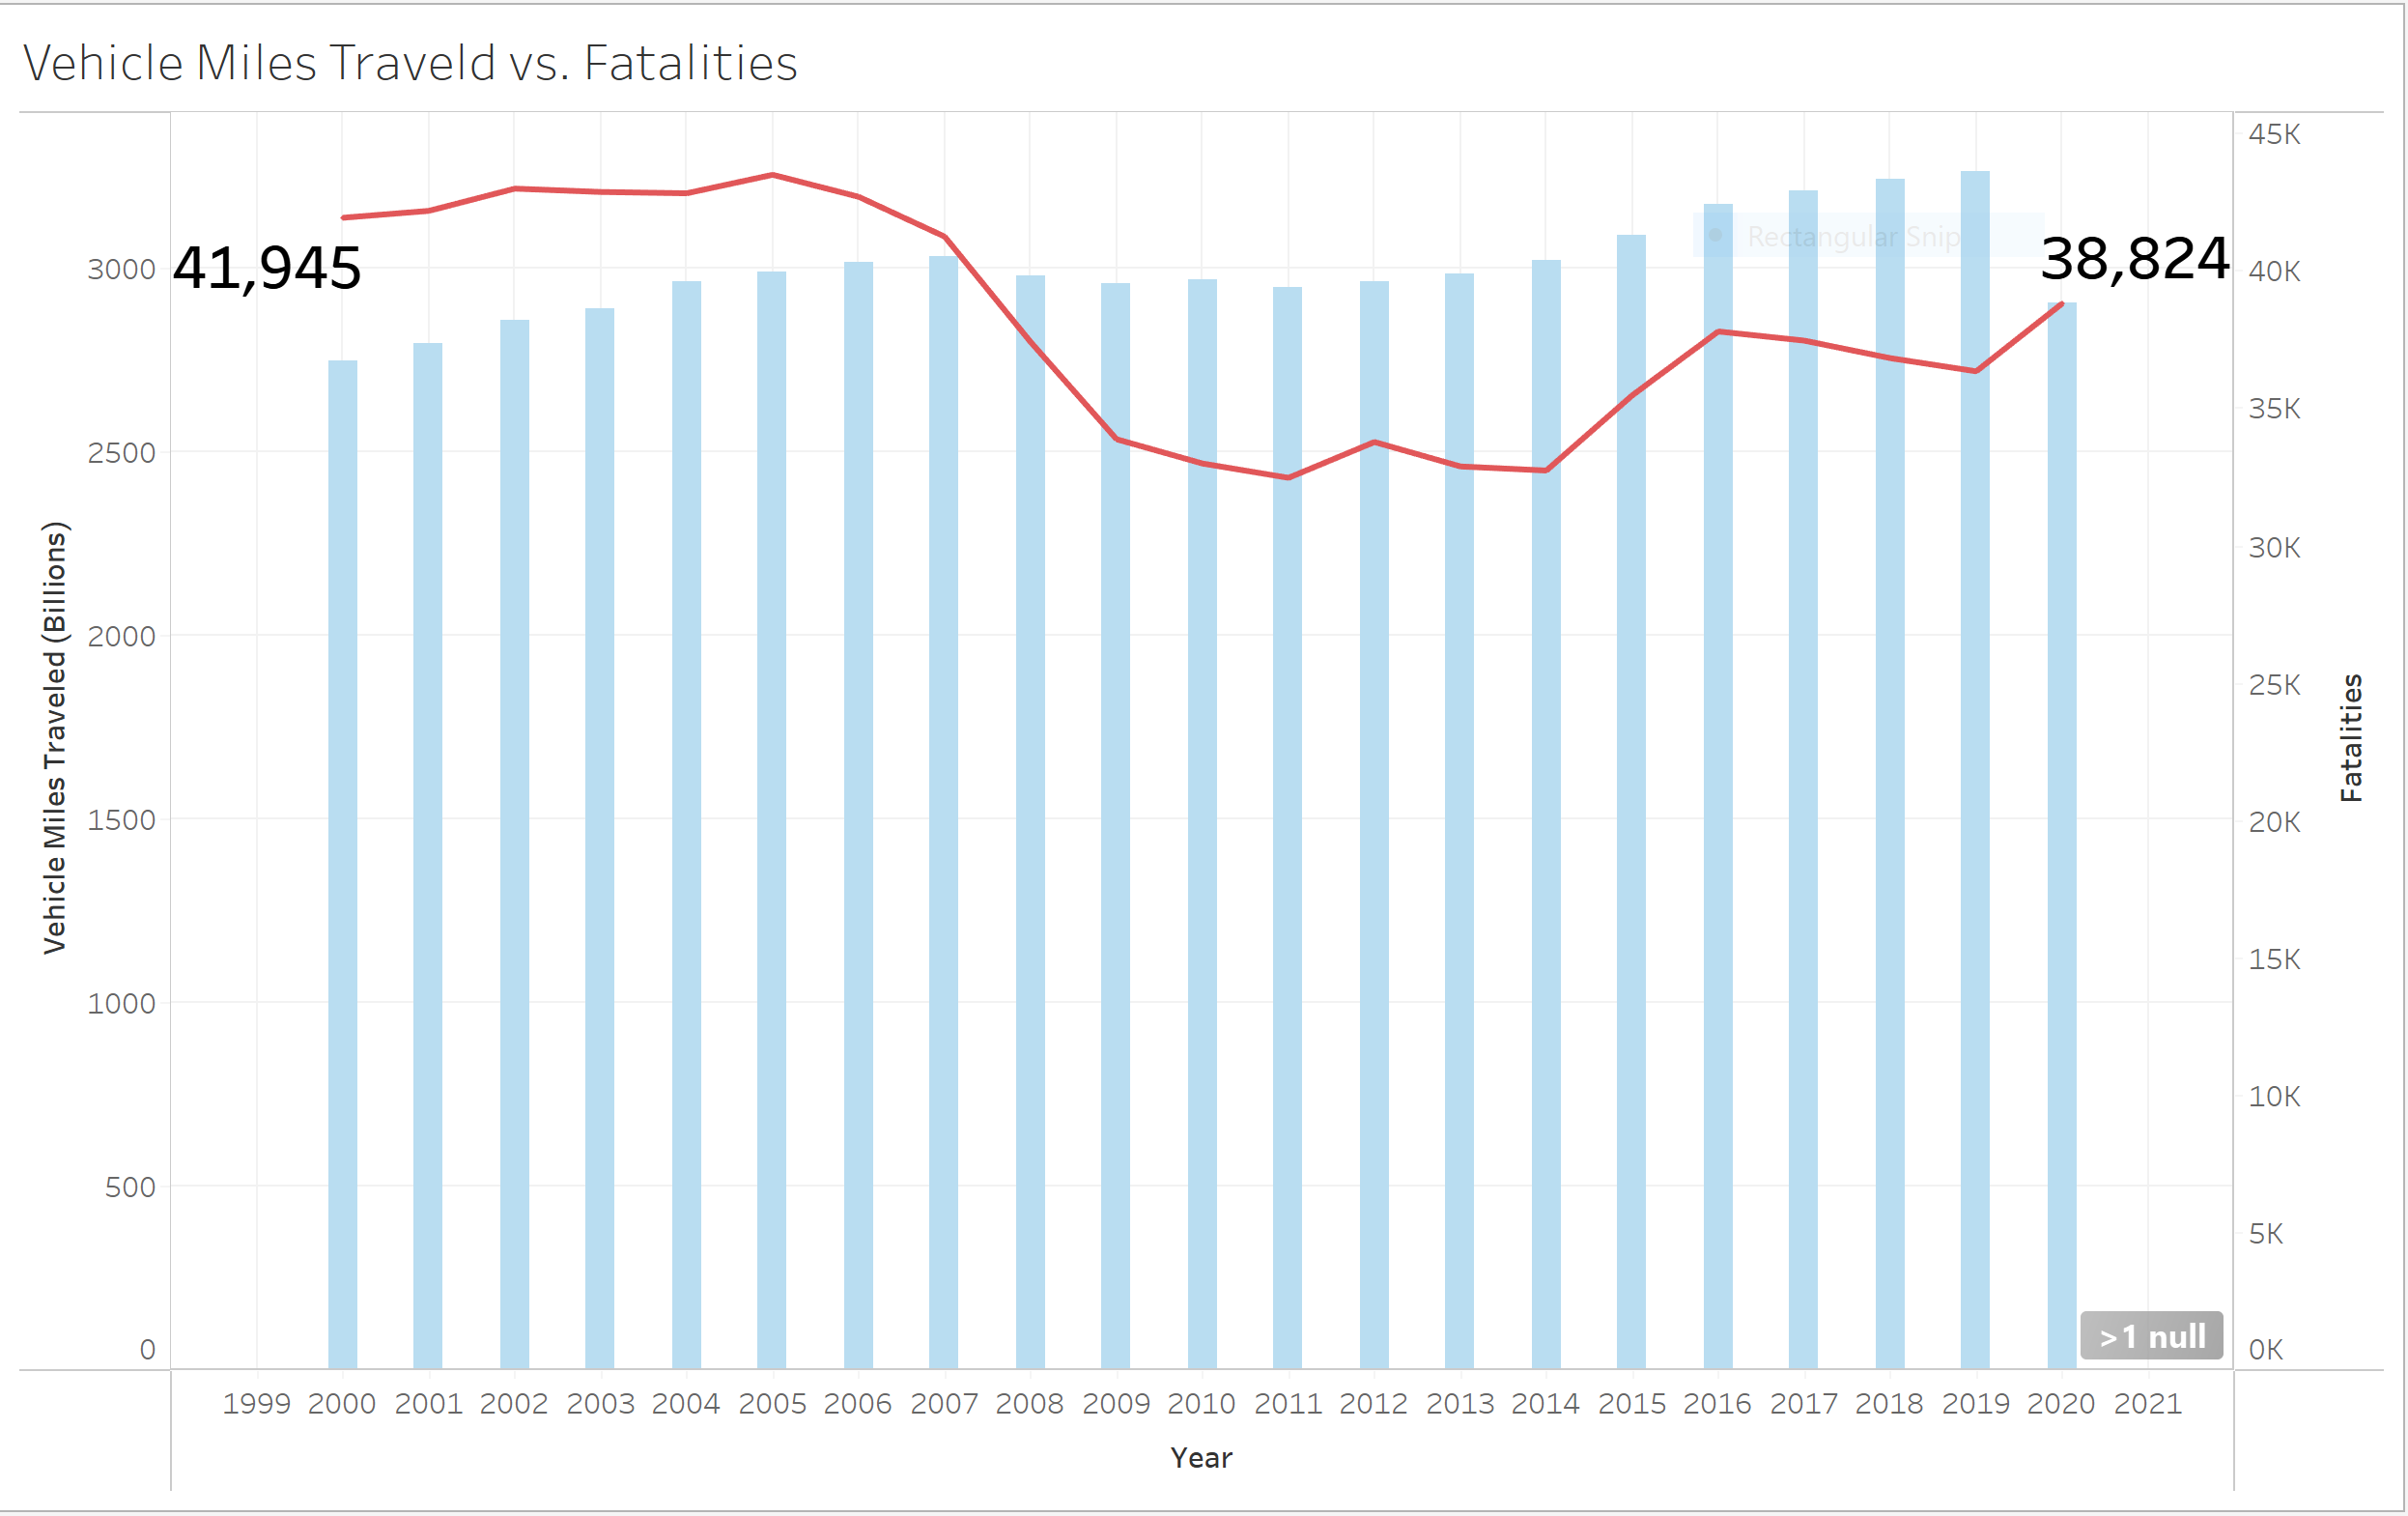 Vehicle Miles Traveld vs. Fatalities
41,945
38,824
Rectangular Snip
Vehicle Miles Traveled (Billions)
3000
2500
2000
1500
1000
500
0
45K
40K
35K
30K
25K
20K
15K
10K
5K
0K
Fatalities
>1 null
1999 2000 2001 2002 2003 2004 2005 2006 2007 2008 2009 2010 2011 2012 2013 2014 2015 2016 2017 2018 2019 2020 2021
Year